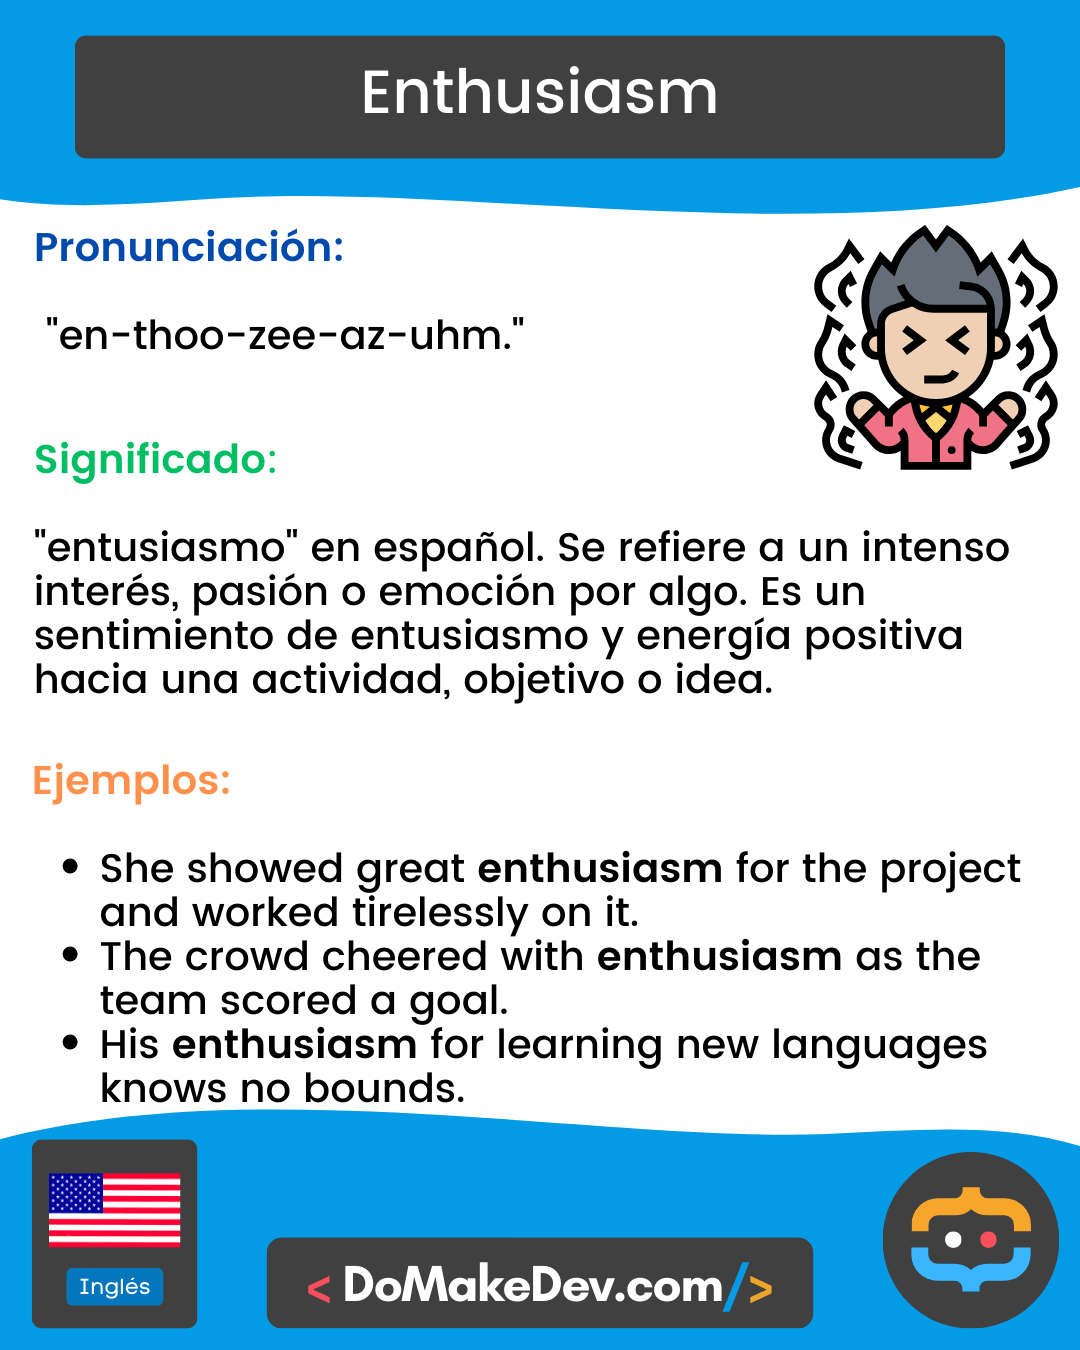 Enthusiasm
Pronunciación:
"en-thoo-zee-az-uhm."
Significado:
"entusiasmo" en español. Se refiere a un intenso
interés, pasión o emoción por algo. Es un
sentimiento de entusiasmo y energía positiva
hacia una actividad, objetivo o idea.
Ejemplos:
• She showed great enthusiasm for the project
and worked tirelessly on it.
• The crowd cheered with enthusiasm as the
team scored a goal.
• His enthusiasm for learning new languages
knows no bounds.
Inglés
< DoMakeDev.com/>